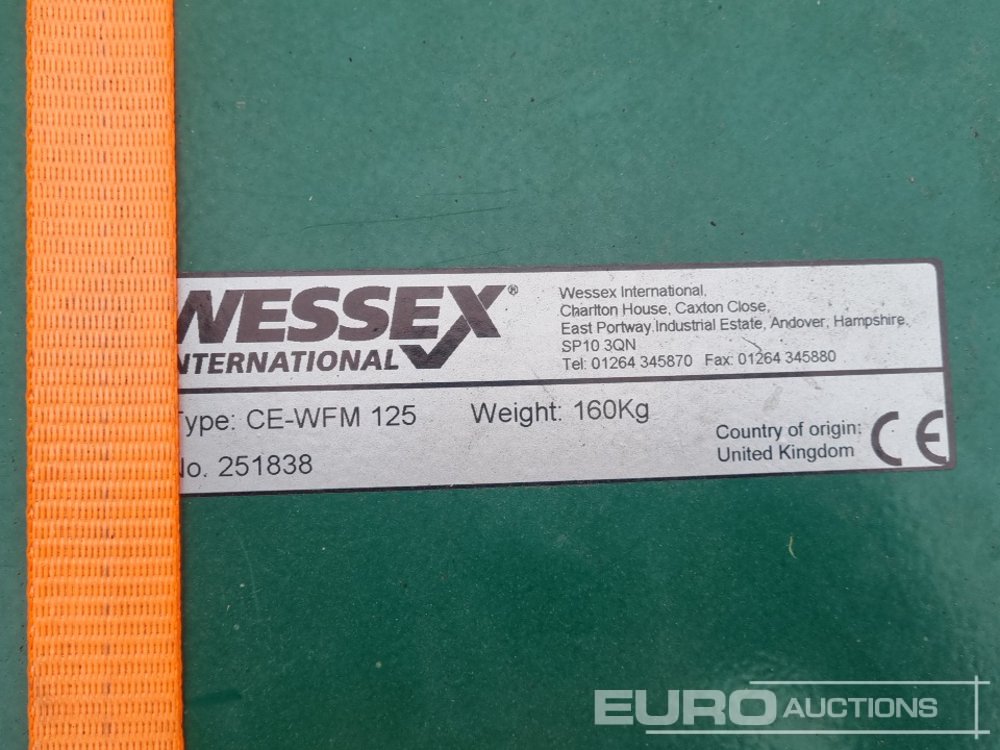 WESSEX®
INTERNATIONAL
Wessex International,
Charlton House, Caxton Close,
East Portway Industrial Estate, Andover, Hampshire.
SP10 3QN
Tel: 01264 345870 Fax: 01264 345880
Type: CE-WFM 125 Weight: 160Kg
No. 251838
Country of origin:
United Kingdom
CE
EURO AUCTIONS